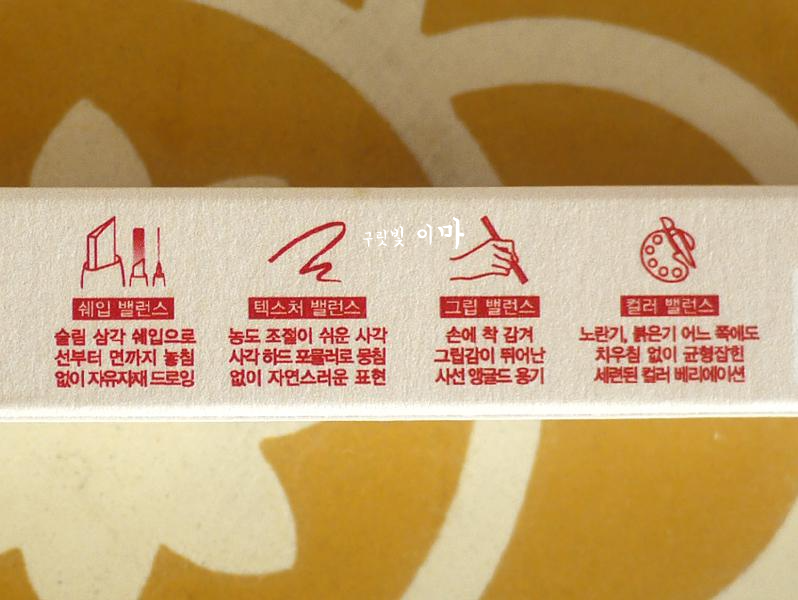 구릿빛 이마
쉐입 밸런스
슬림 삼각 쉐입으로
선부터 면까지 놓침
없이 자유자재 드로잉
텍스처 밸런스
농도 조절이 쉬운 사각
사각 하드 포뮬러로 뭉침
없이 자연스러운 표현
그립 밸런스
손에 착 감겨
그립감이 뛰어난
사선 앵글드 용기
컬러 밸런스
노란기, 붉은기 어느 쪽에도
치우침 없이 균형잡힌
세련된 컬러 베리에이션